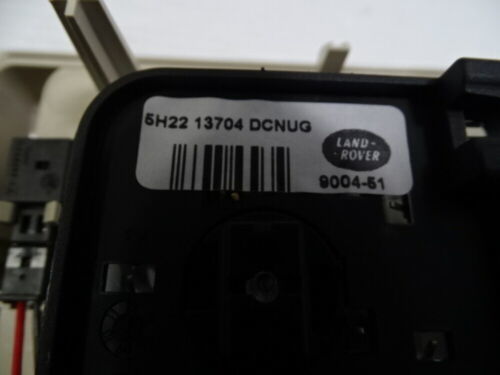 5H22 13704 DCNUG
LAND-
-ROVER
9004-51